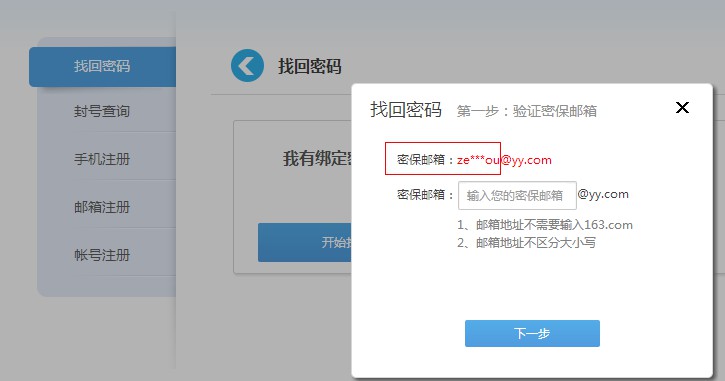 找回密码
封号查询
手机注册
邮箱注册
帐号注册
找回密码
我有绑定
开始
找回密码 第一步：验证密保邮箱
密保邮箱：ze***ou@yy.com
密保邮箱： 输入您的密保邮箱 @yy.com
1、邮箱地址不需要输入163.com
2、邮箱地址不区分大小写
下一步